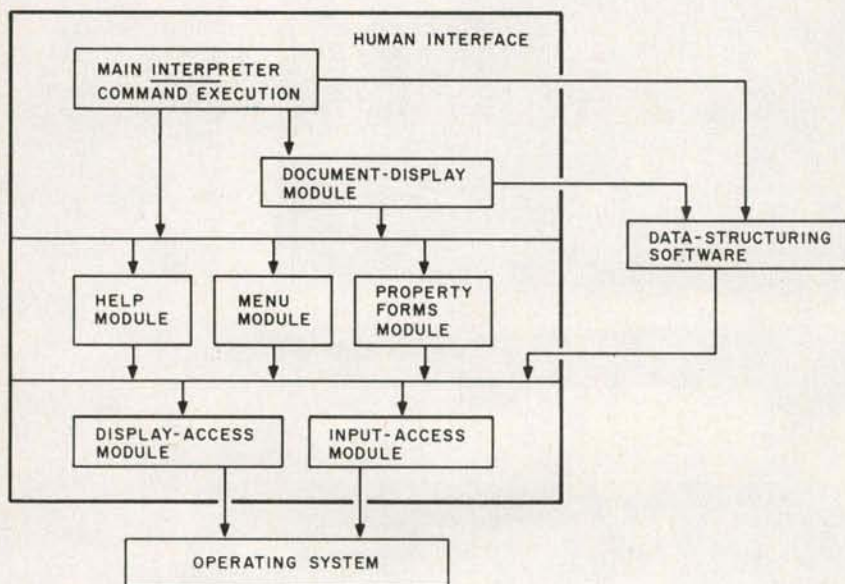 HUMAN INTERFACE
MAIN INTERPRETER
COMMAND EXECUTION
DOCUMENT-DISPLAY
MODULE
DATA-STRUCTURING
SOFTWARE
HELP
MODULE
MENU
MODULE
PROPERTY
FORMS
MODULE
DISPLAY-ACCESS
MODULE
INPUT-ACCESS
MODULE
OPERATING SYSTEM